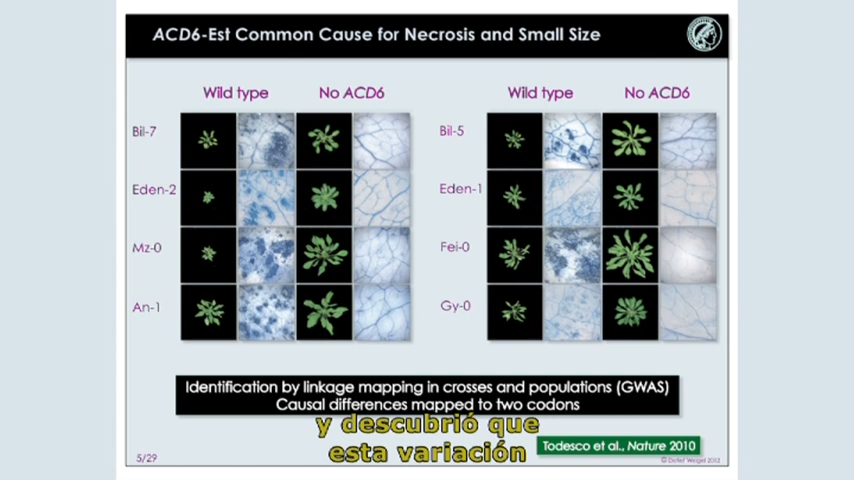 ACD6-Est Common Cause for Necrosis and Small Size
Wild type No ACD6
Bil-7
Eden-2
Mz-0
An-1
Wild type No ACD6
Bil-5
Eden-1
Fei-0
Gy-0
Identification by linkage mapping in crosses and populations (GWAS)
Causal differences mapped to two codons
y descubrió que
esta variación
Todesco et al., Nature 2010
5/29
© Detlef Weigel 2012